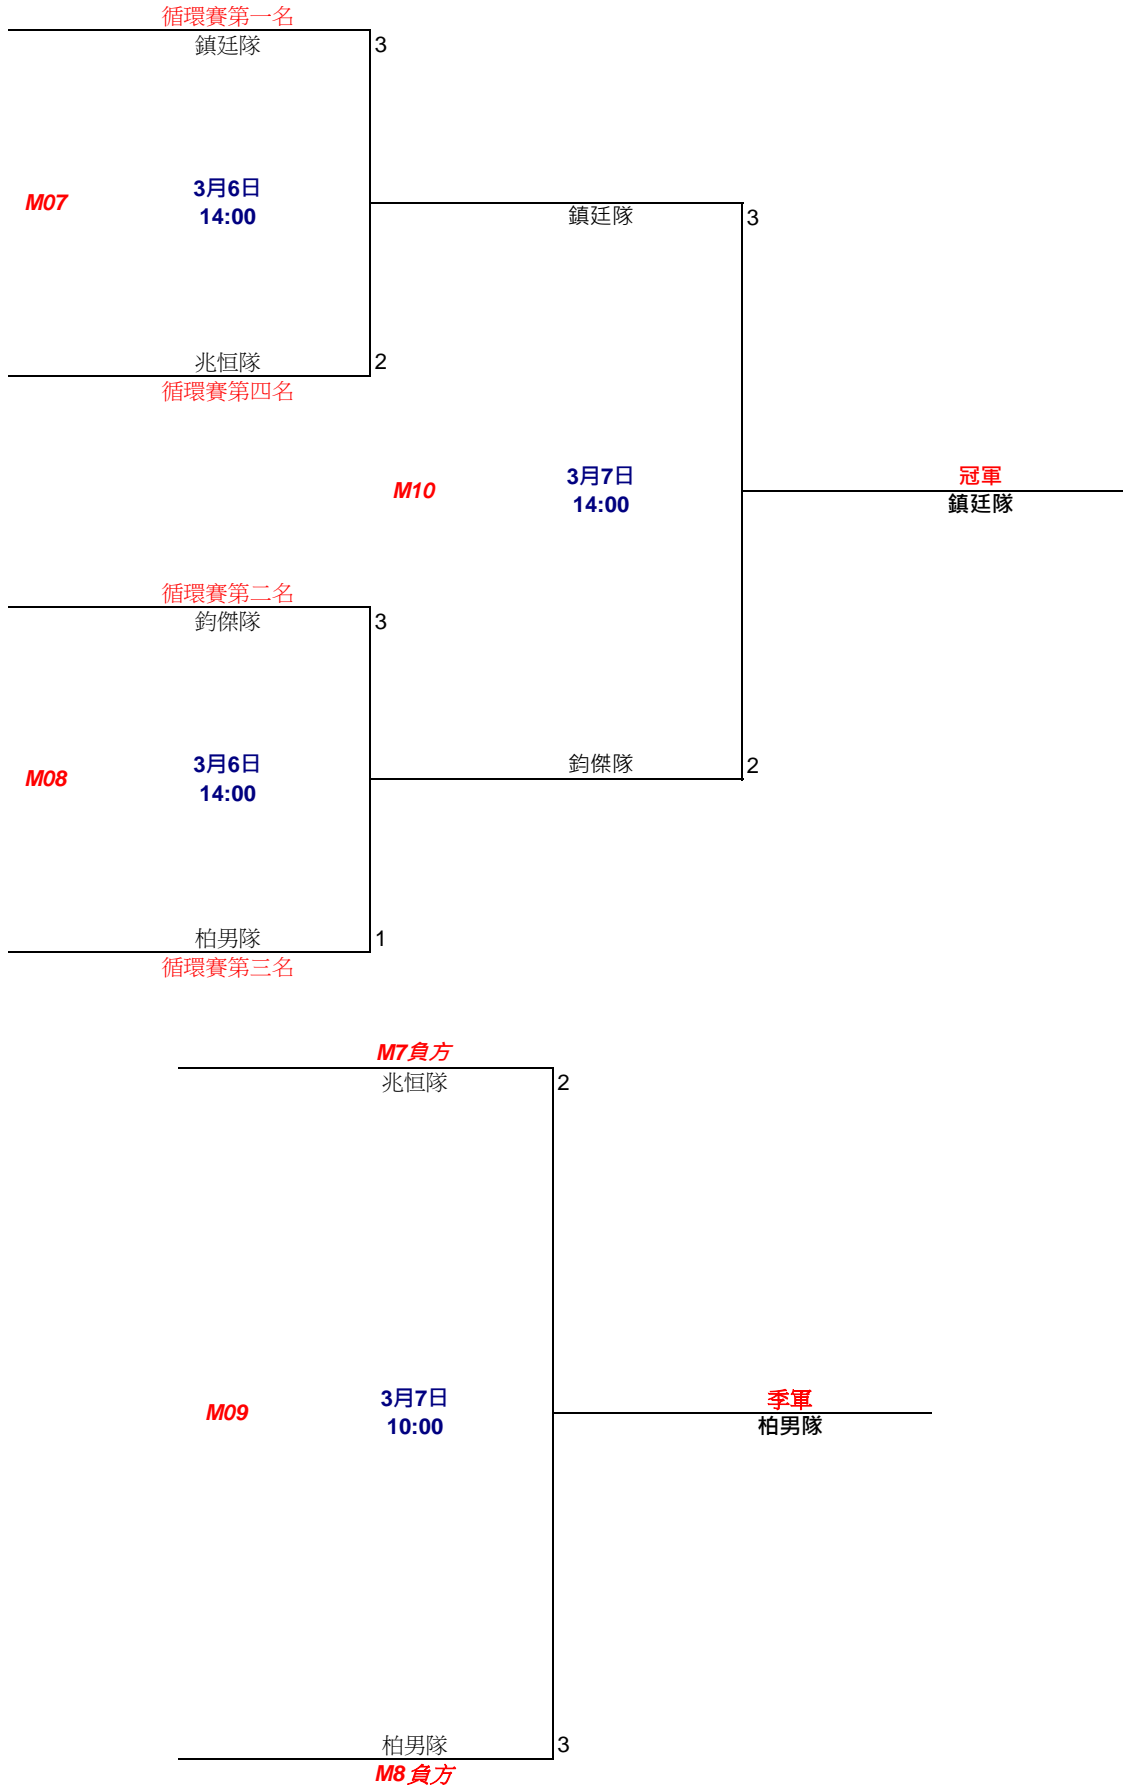 循環賽第一名
鎮廷隊 3
M07
3月6日
14:00
鎮廷隊 3
兆恒隊 2
循環賽第四名
M10
3月7日
14:00
冠軍
鎮廷隊
循環賽第二名
鈞傑隊 3
M08
3月6日
14:00
鈞傑隊 2
柏男隊 1
循環賽第三名
M7負方
兆恒隊 2
M09
3月7日
10:00
季軍
柏男隊
柏男隊 3
M8負方